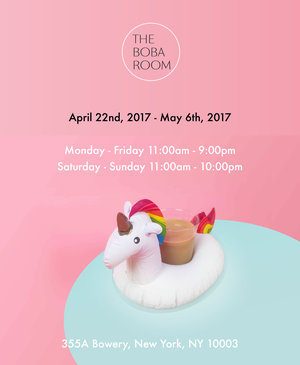 THE
BOBA
ROOM
April 22nd, 2017 - May 6th, 2017
Monday - Friday 11:00am - 9:00pm
Saturday - Sunday 11:00am - 10:00pm
355A Bowery, New York, NY 10003